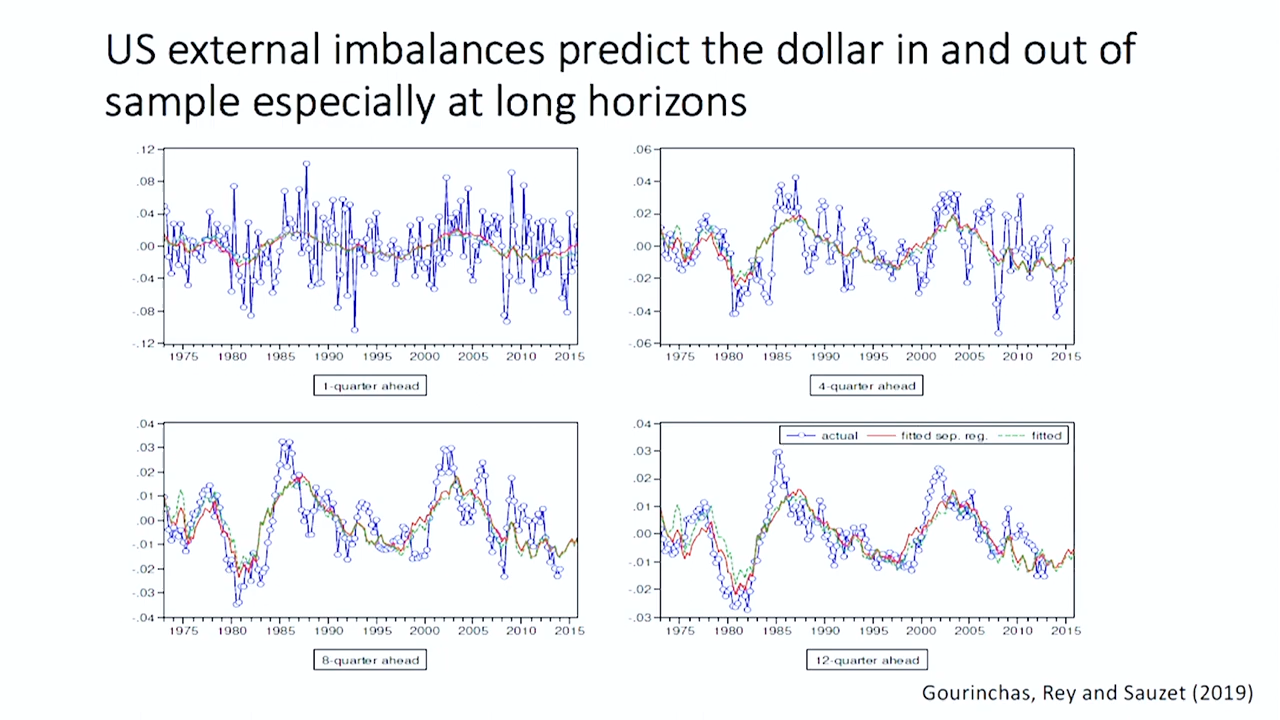 US external imbalances predict the dollar in and out of
sample especially at long horizons
.12
.08
.04
.00
-.04
-.08
-.12
1975 1980 1985 1990 1995 2000 2005 2010 2015
1-quarter ahead
.06
.04
.02
.00
-.02
-.04
-.06
1975 1980 1985 1990 1995 2000 2005 2010 2015
4-quarter ahead
.04
.03
.02
.01
.00
-.01
-.02
-.03
-.04
1975 1980 1985 1990 1995 2000 2005 2010 2015
8-quarter ahead
actual fitted sep. reg. fitted
.04
.03
.02
.01
.00
-.01
-.02
-.03
1975 1980 1985 1990 1995 2000 2005 2010 2015
12-quarter ahead
Gourinchas, Rey and Sauzet (2019)